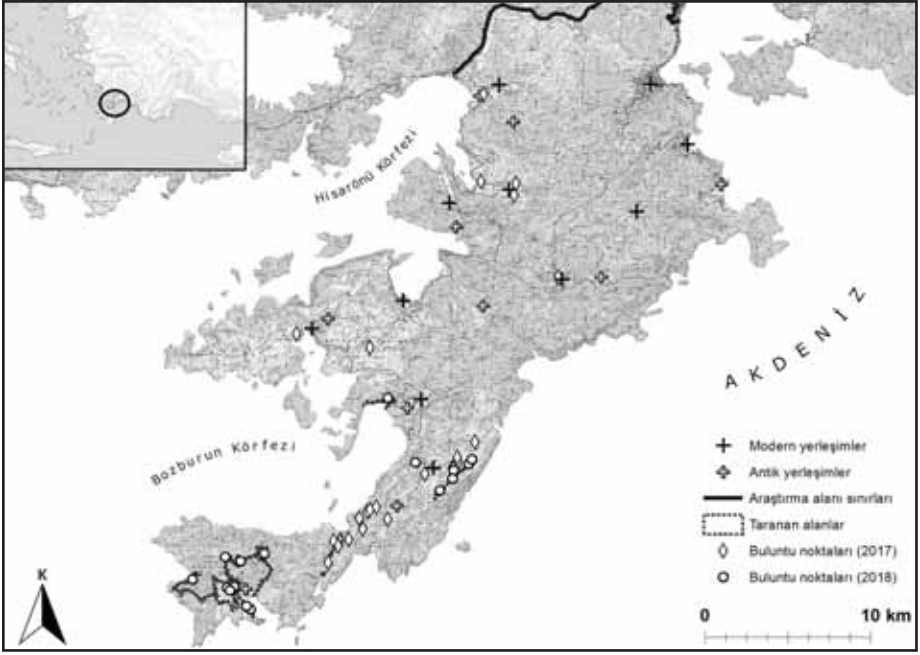 Hisarönü Körfezi
AKDENİZ
Bozburun Körfezi
Modern yerleşimler
Antik yerleşimler
Araştırma alanı sınırları
Taranan alanlar
Buluntu noktaları (2017)
Buluntu noktaları (2018)
K
0 10 km